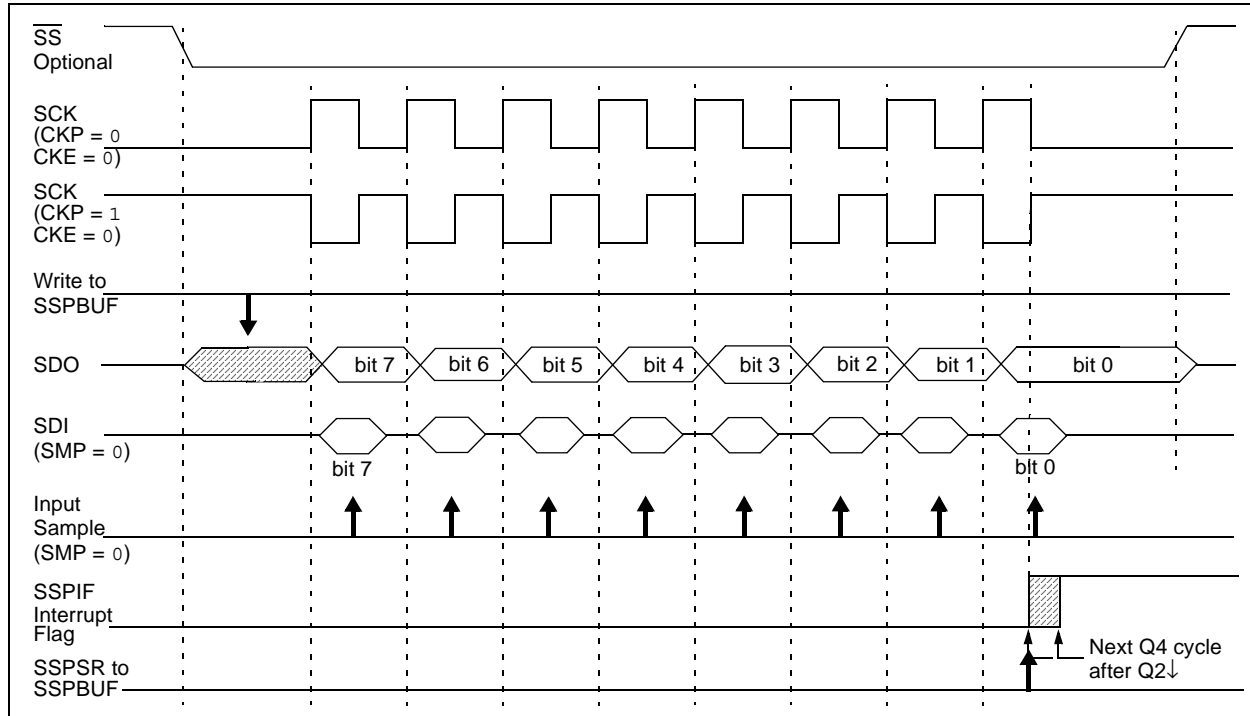 SS
Optional
SCK
(CKP = 0
CKE = 0)
SCK
(CKP = 1
CKE = 0)
Write to
SSPBUF
SDO
bit 7
bit 6
bit 5
bit 4
bit 3
bit 2
bit 1
bit 0
SDI
(SMP = 0)
bit 7
bit 0
Input
Sample
(SMP = 0)
SSPIF
Interrupt
Flag
Next Q4 cycle
after Q2↓
SSPSR to
SSPBUF